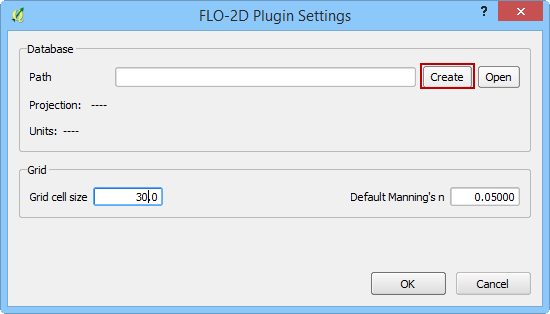 FLO-2D Plugin Settings
?
Database
Path
Create
Open
Projection: ----
Units: ----
Grid
Grid cell size
30.0
Default Manning's n
0.05000
OK
Cancel